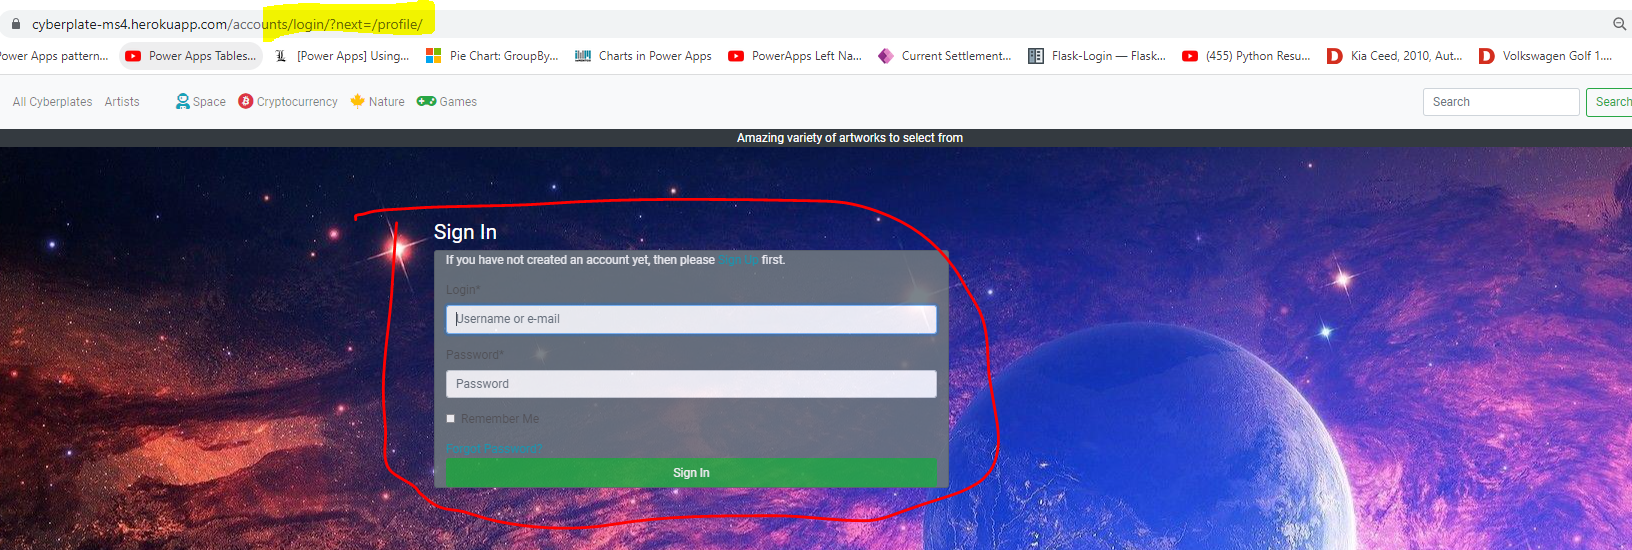 cyberplate-ms4.herokuapp.com/accounts/login/?next=/profile/
Power Apps pattern... Power Apps Tables... [Power Apps] Using... Pie Chart: GroupBy... Charts in Power Apps PowerApps Left Na... Current Settlement... Flask-Login — Flask... (455) Python Resu... Kia Ceed, 2010, Aut... Volkswagen Golf 1....
All Cyberplates Artists Space Cryptocurrency Nature Games Search Search
Amazing variety of artworks to select from
Sign In
If you have not created an account yet, then please Sign Up first.
Login*
Username or e-mail
Password*
Password
Remember Me
Forgot Password?
Sign In